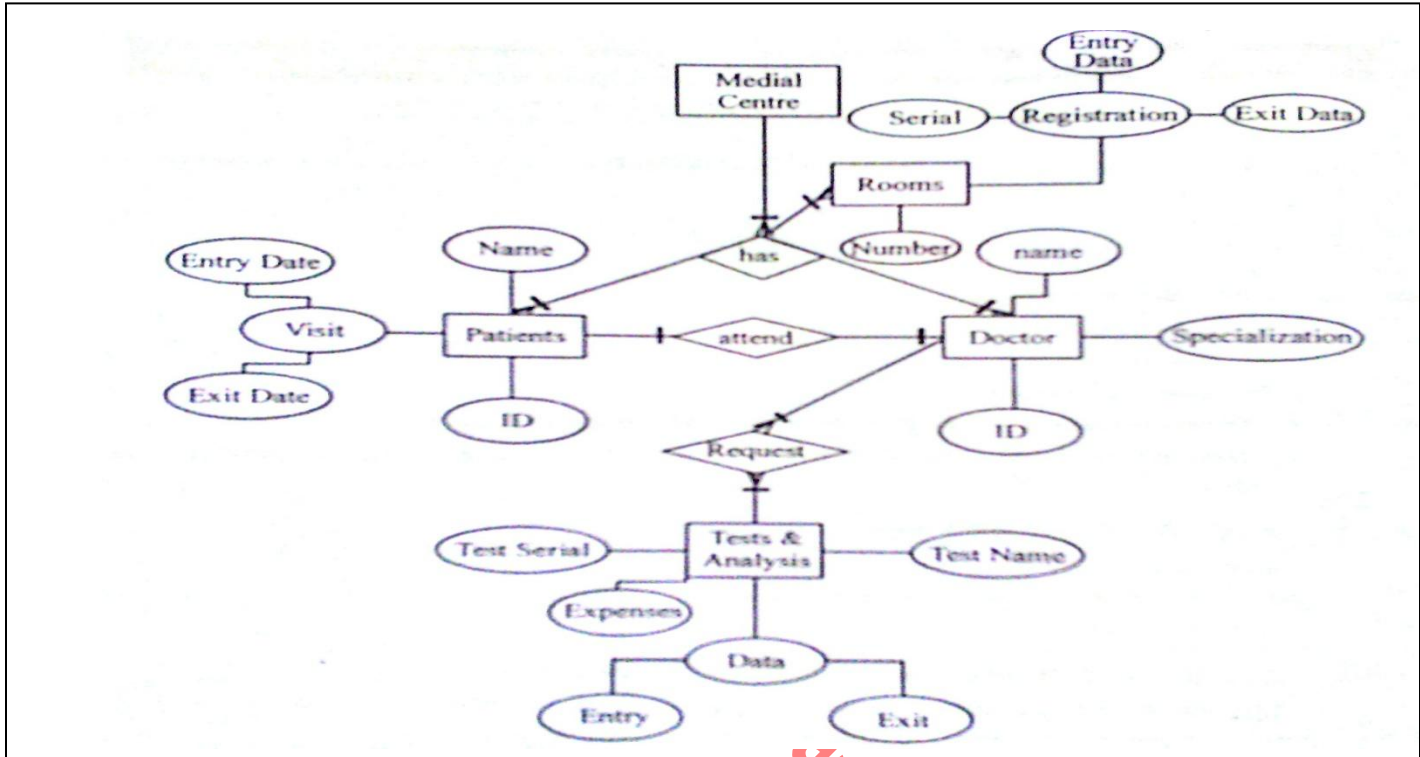 Entry
Data
Medial
Centre
Serial
Registration
Exit Data
Rooms
Number
has
Name
name
Entry Date
Visit
Exit Date
Patients
attend
Doctor
Specialization
ID
ID
Request
Test Serial
Tests &
Analysis
Test Name
Expenses
Data
Entry
Exit